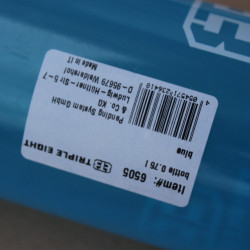 TRIPLE EIGHT
Item#: 6505
bottle 0.75 l
blue
Pending System GmbH
& Co. KG
Ludwig - Hüttner - Str 5 - 7
D - 95679 Waldershof
Made in IT